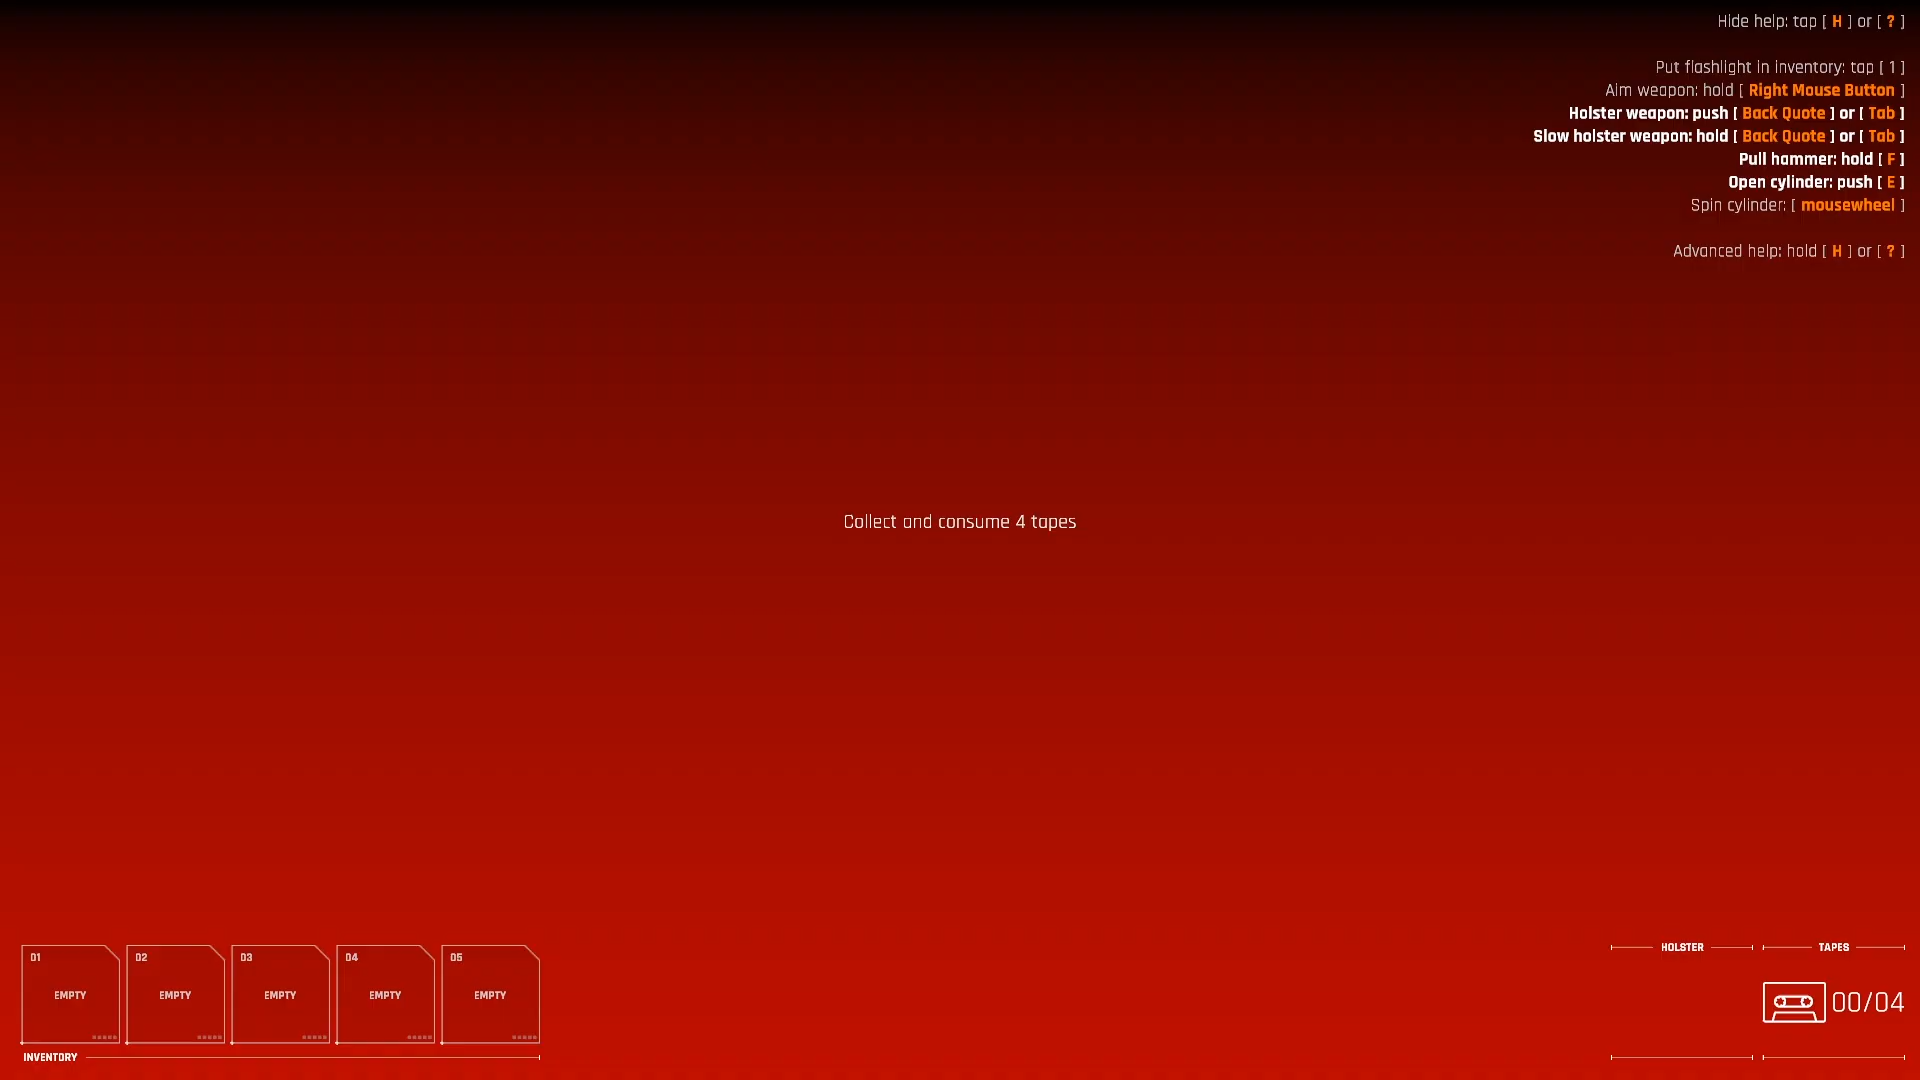 Hide help: tap [ H ] or [ ? ]
Put flashlight in inventory: tap [ 1 ]
Aim weapon: hold [ Right Mouse Button ]
Holster weapon: push [ Back Quote ] or [ Tab ]
Slow holster weapon: hold [ Back Quote ] or [ Tab ]
Pull hammer: hold [ F ]
Open cylinder: push [ E ]
Spin cylinder: [ mousewheel ]
Advanced help: hold [ H ] or [ ? ]
Collect and consume 4 tapes
01 02 03 04 05
EMPTY EMPTY EMPTY EMPTY EMPTY
INVENTORY
HOLSTER TAPES
00/04